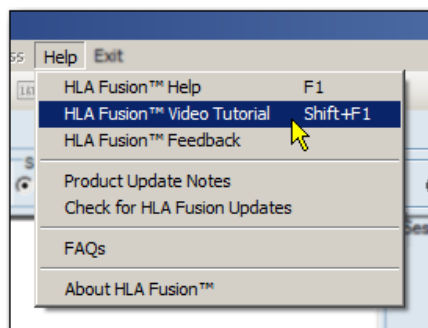 Help Exit
HLA Fusion™ Help F1
HLA Fusion™ Video Tutorial Shift+F1
HLA Fusion™ Feedback
Product Update Notes
Check for HLA Fusion Updates
FAQs
About HLA Fusion™